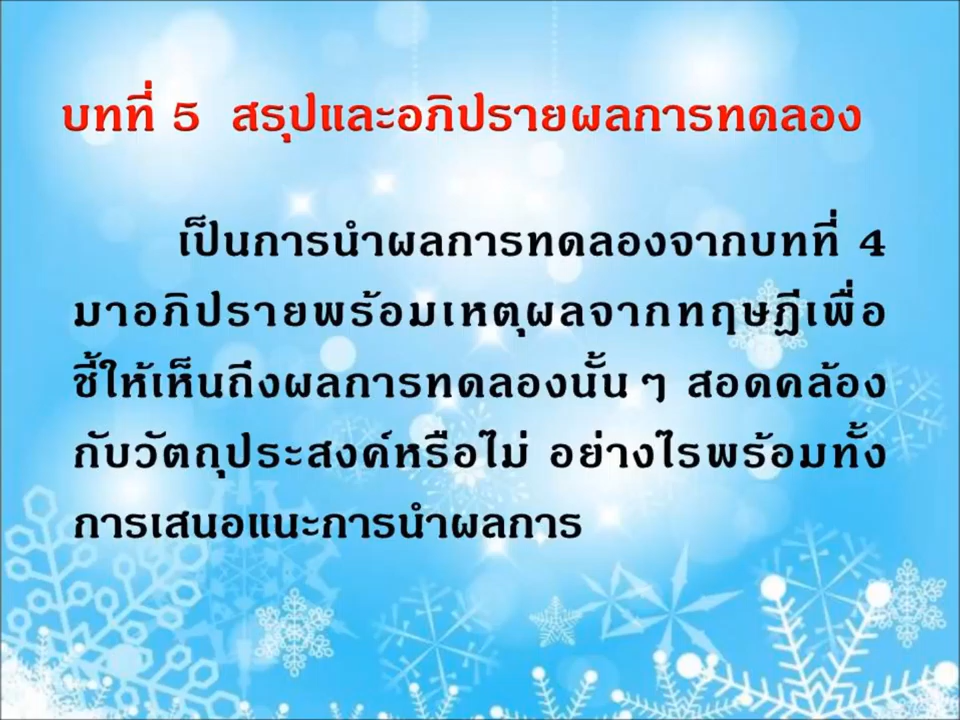 บทที่ 5 สรุปและอภิปรายผลการทดลอง
เป็นการนำผลการทดลองจากบทที่ 4
มาอภิปรายพร้อมเหตุผลจากทฤษฎีเพื่อ
ชี้ให้เห็นถึงผลการทดลองนั้น ๆ สอดคล้อง
กับวัตถุประสงค์หรือไม่ อย่างไรพร้อมทั้ง
การเสนอแนะการนำผลการ